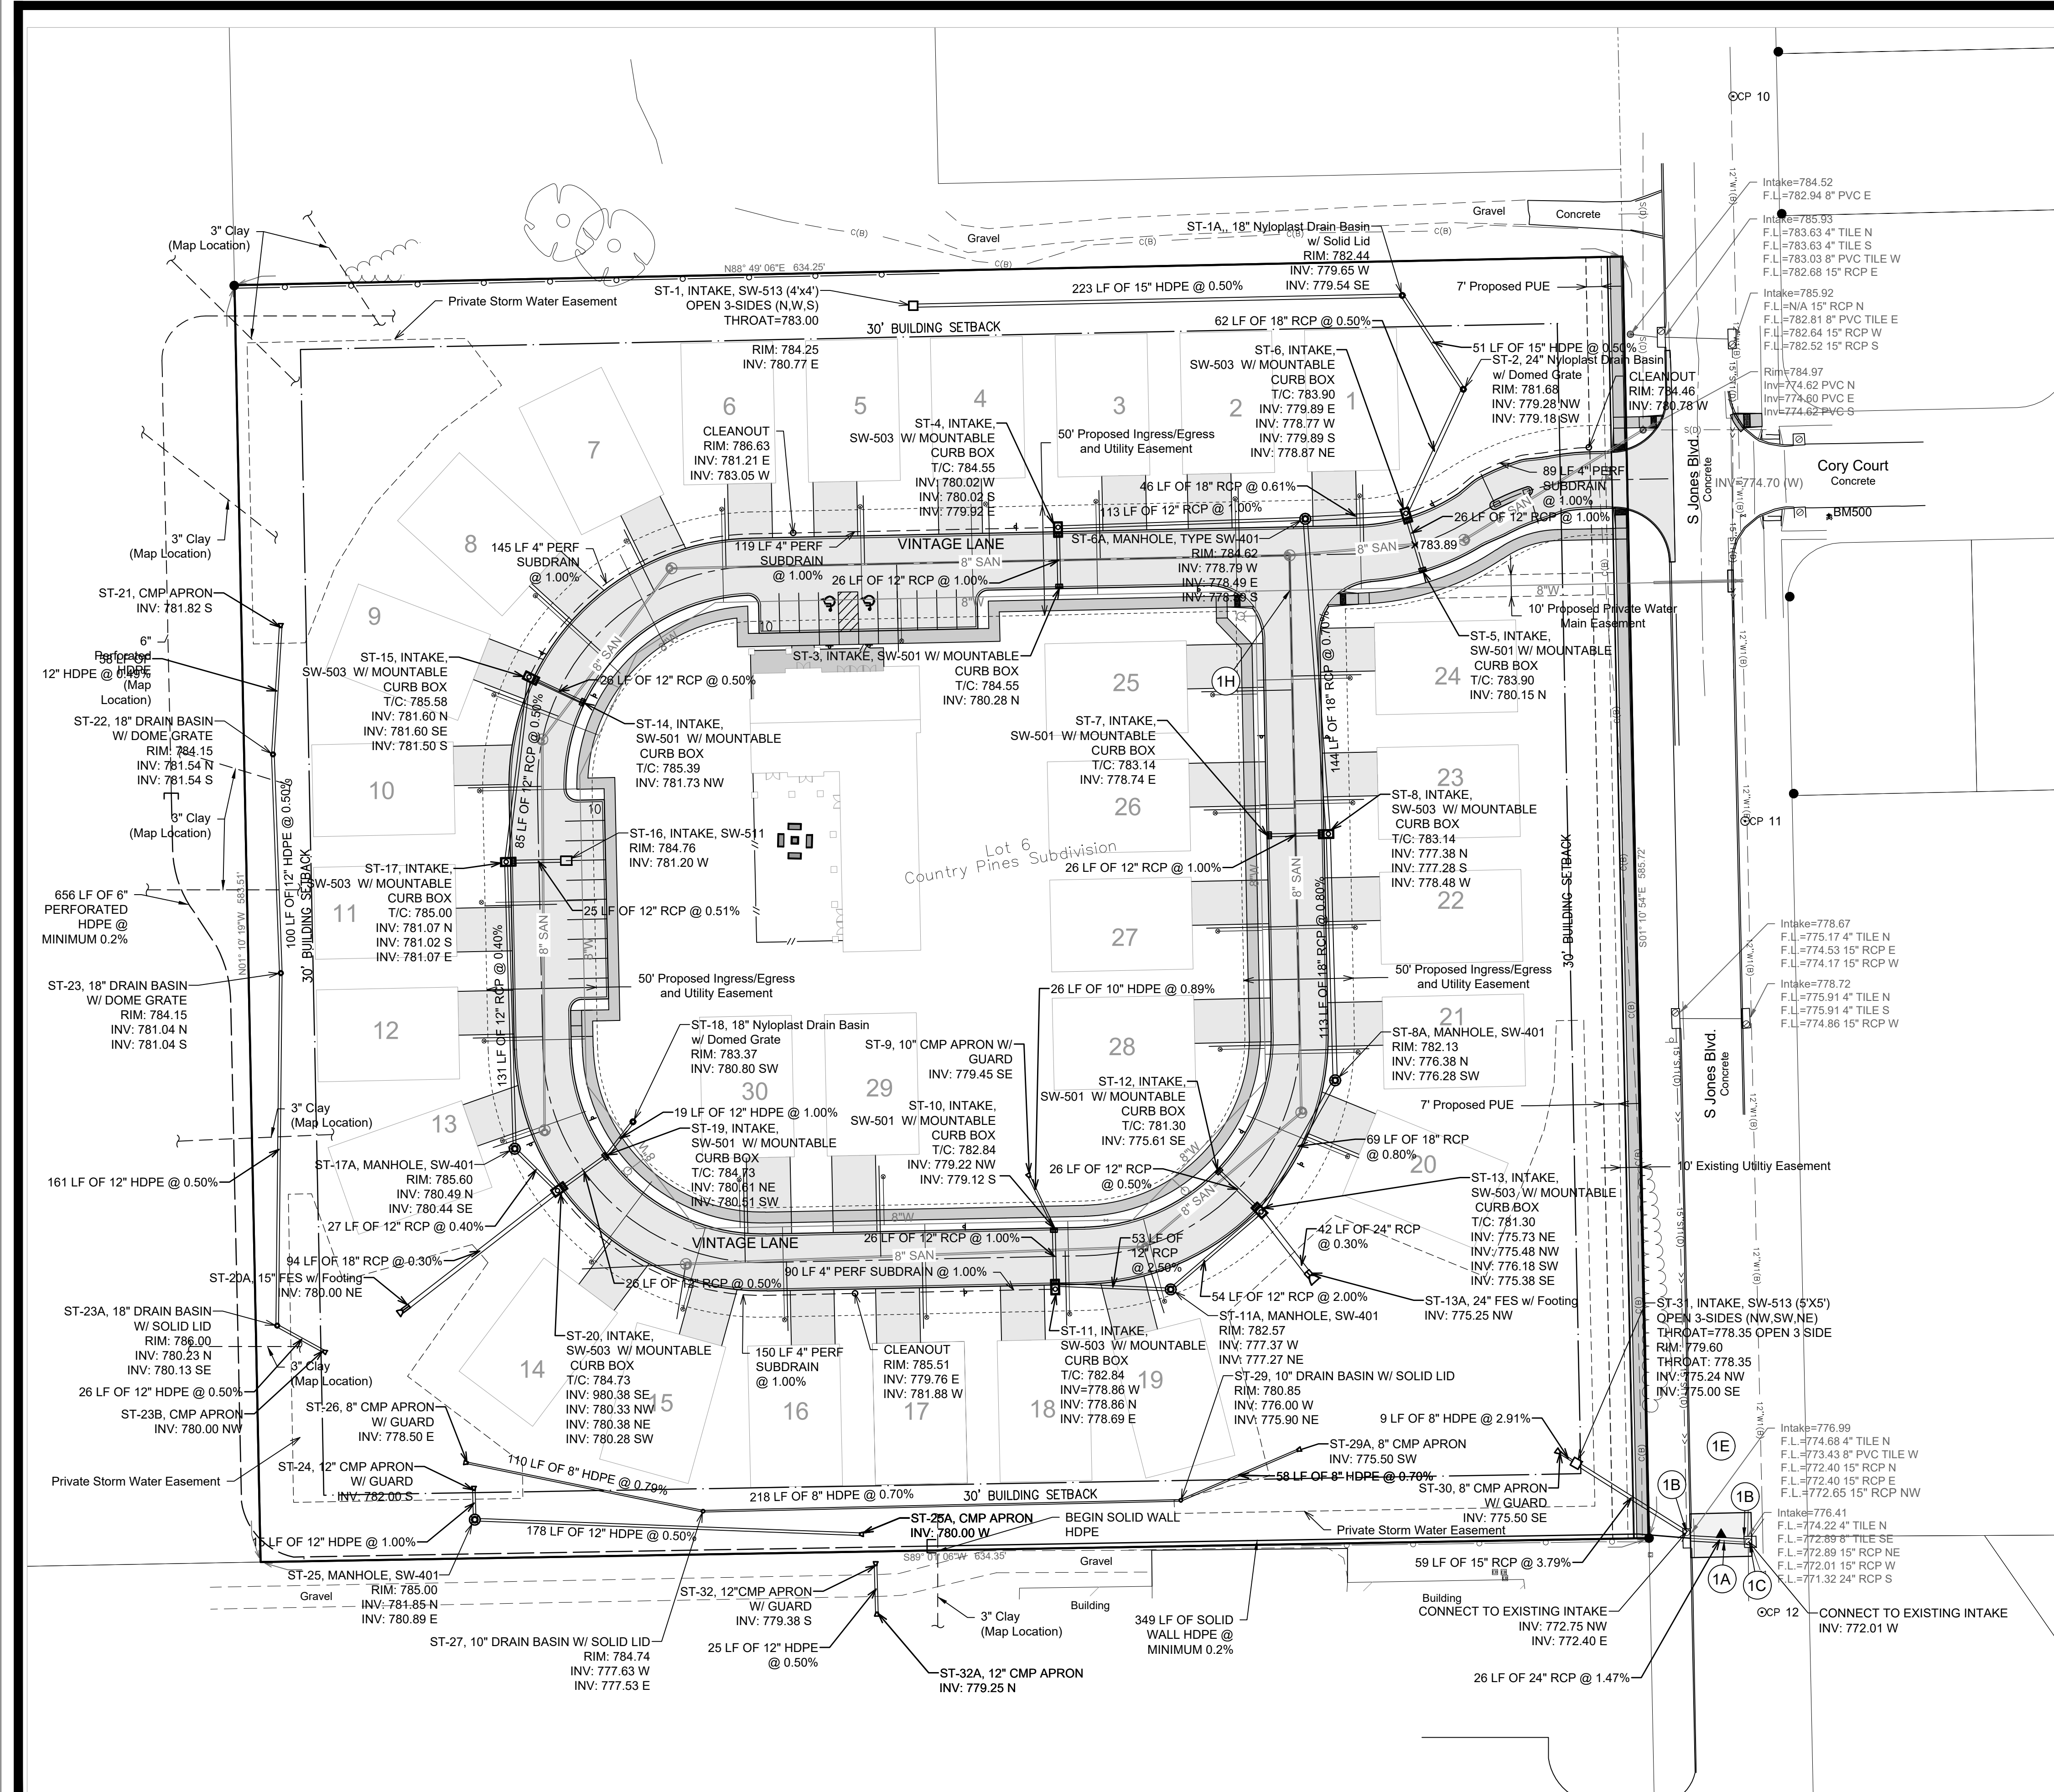 CP 10
Intake=784.52
F.L.=782.94 8" PVC E
Intake=785.93
F.L.=783.63 4" TILE N
F.L.=783.63 4" TILE S
F.L.=783.03 8" PVC TILE W
F.L.=782.68 15" RCP E
Intake=785.92
F.L.=N/A 15" RCP N
F.L.=782.81 8" PVC TILE E
F.L.=782.64 15" RCP W
F.L.=782.52 15" RCP S
Rim=784.97
Inv=774.62 PVC N
Inv=774.60 PVC E
Inv=774.62 PVC S
Gravel
Concrete
Gravel
C(B)
C(B)
C(B)
C(B)
C(B)
3" Clay
(Map Location)
N88° 49' 06"E 634.25'
Private Storm Water Easement
ST-1A,, 18" Nyloplast Drain Basin
w/ Solid Lid
RIM: 782.44
INV: 779.65 W
INV: 779.54 SE
ST-1, INTAKE, SW-513 (4'x4')
OPEN 3-SIDES (N,W,S)
THROAT=783.00
RIM: 784.25
INV: 780.77 E
223 LF OF 15" HDPE @ 0.50%
7' Proposed PUE
30' BUILDING SETBACK
62 LF OF 18" RCP @ 0.50%
51 LF OF 15" HDPE @ 0.50%
ST-6, INTAKE,
SW-503 W/ MOUNTABLE
CURB BOX
T/C: 783.90
INV: 779.89 E
INV: 778.77 W
INV: 779.89 S
INV: 778.87 NE
ST-2, 24" Nyloplast Drain Basin
w/ Domed Grate
RIM: 781.68
INV: 779.28 NW
INV: 779.18 SW
CLEANOUT
RIM: 784.46
INV: 780.78 W
6
5
4
3
2
1
7
8
9
CLEANOUT
RIM: 786.63
INV: 781.21 E
INV: 783.05 W
ST-4, INTAKE,
SW-503 W/ MOUNTABLE
CURB BOX
T/C: 784.55
INV: 780.02 W
INV: 780.02 S
INV: 779.92 E
50' Proposed Ingress/Egress
and Utility Easement
46 LF OF 18" RCP @ 0.61%
113 LF OF 12" RCP @ 1.00%
89 LF 4" PERF
SUBDRAIN
@ 1.00%
26 LF OF 12" RCP @ 1.00%
S Jones Blvd.
Concrete
Cory Court
Concrete
INV=774.70 (W)
BM500
3" Clay
(Map Location)
145 LF 4" PERF
SUBDRAIN
@ 1.00%
119 LF 4" PERF
SUBDRAIN
@ 1.00%
VINTAGE LANE
8" SAN
8" SAN
ST-6A, MANHOLE, TYPE SW-401
RIM: 784.62
INV: 778.79 W
INV: 778.49 E
783.89
26 LF OF 12" RCP @ 1.00%
8"W
10' Proposed Private Water
Main Easement
ST-5, INTAKE,
SW-501 W/ MOUNTABLE
CURB BOX
T/C: 783.90
INV: 780.15 N
ST-21, CMP APRON
INV: 781.82 S
6"
Perforated
HDPE
(Map
Location)
58 LF OF
12" HDPE @ 0.49%
ST-22, 18" DRAIN BASIN
W/ DOME GRATE
RIM: 784.15
INV: 781.54 N
INV: 781.54 S
ST-15, INTAKE,
SW-503 W/ MOUNTABLE
CURB BOX
T/C: 785.58
INV: 781.60 N
INV: 781.60 SE
INV: 781.50 S
26 LF OF 12" RCP @ 0.50%
ST-14, INTAKE,
SW-501 W/ MOUNTABLE
CURB BOX
T/C: 785.39
INV: 781.73 NW
10
ST-3, INTAKE, SW-501 W/ MOUNTABLE
CURB BOX
T/C: 784.55
INV: 780.28 N
25
1H
24
144 LF OF 18" RCP @ 0.70%
ST-7, INTAKE,
SW-501 W/ MOUNTABLE
CURB BOX
T/C: 783.14
INV: 778.74 E
3" Clay
(Map Location)
10
85 LF OF 12" RCP @ 0.50%
10
26
23
ST-8, INTAKE,
SW-503 W/ MOUNTABLE
CURB BOX
T/C: 783.14
INV: 777.38 N
INV: 777.28 S
INV: 778.48 W
CP 11
100 LF OF 12" HDPE @ 0.50%
ST-16, INTAKE, SW-511
RIM: 784.76
INV: 781.20 W
Lot 6
Country Pines Subdivision
26 LF OF 12" RCP @ 1.00%
ST-17, INTAKE,
SW-503 W/ MOUNTABLE
CURB BOX
T/C: 785.00
INV: 781.07 N
INV: 781.02 S
INV: 781.07 E
11
25 LF OF 12" RCP @ 0.51%
656 LF OF 6"
PERFORATED
HDPE @
MINIMUM 0.2%
N01° 10' 19"W 583.51'
30' BUILDING SETBACK
8" SAN
8"W
27
22
113 LF OF 18" RCP @ 0.80%
30' BUILDING SETBACK
S01° 10' 54"E 585.72'
Intake=778.67
F.L.=775.17 4" TILE N
F.L.=774.53 15" RCP E
F.L.=774.17 15" RCP W
Intake=778.72
F.L.=775.91 4" TILE N
F.L.=775.91 4" TILE S
F.L.=774.86 15" RCP W
ST-23, 18" DRAIN BASIN
W/ DOME GRATE
RIM: 784.15
INV: 781.04 N
INV: 781.04 S
50' Proposed Ingress/Egress
and Utility Easement
26 LF OF 10" HDPE @ 0.89%
50' Proposed Ingress/Egress
and Utility Easement
12
131 LF OF 12" RCP @ 0.40%
ST-18, 18" Nyloplast Drain Basin
w/ Domed Grate
RIM: 783.37
INV: 780.80 SW
30
29
28
21
ST-9, 10" CMP APRON W/
GUARD
INV: 779.45 SE
ST-8A, MANHOLE, SW-401
RIM: 782.13
INV: 776.38 N
INV: 776.28 SW
S Jones Blvd.
Concrete
ST-12, INTAKE,
SW-501 W/ MOUNTABLE
CURB BOX
T/C: 781.30
INV: 775.61 SE
7' Proposed PUE
3" Clay
(Map Location)
13
19 LF OF 12" HDPE @ 1.00%
ST-19, INTAKE,
SW-501 W/ MOUNTABLE
CURB BOX
T/C: 784.73
INV: 780.61 NE
INV: 780.51 SW
ST-10, INTAKE,
SW-501 W/ MOUNTABLE
CURB BOX
T/C: 782.84
INV: 779.22 NW
INV: 779.12 S
69 LF OF 18" RCP
@ 0.80%
20
10' Existing Utiltiy Easement
26 LF OF 12" RCP
@ 0.50%
ST-17A, MANHOLE, SW-401
RIM: 785.60
INV: 780.49 N
INV: 780.44 SE
161 LF OF 12" HDPE @ 0.50%
27 LF OF 12" RCP @ 0.40%
ST-13, INTAKE,
SW-503 W/ MOUNTABLE
CURB BOX
T/C: 781.30
INV: 775.73 NE
INV: 775.48 NW
INV: 776.18 SW
INV: 775.38 SE
8"W
VINTAGE LANE
8" SAN
26 LF OF 12" RCP @ 1.00%
53 LF OF
12" RCP
@ 2.50%
42 LF OF 24" RCP
@ 0.30%
94 LF OF 18" RCP @ 0.30%
ST-20A, 15" FES w/ Footing
INV: 780.00 NE
26 LF OF 12" RCP @ 0.50%
90 LF 4" PERF SUBDRAIN @ 1.00%
54 LF OF 12" RCP @ 2.00%
ST-13A, 24" FES w/ Footing
INV: 775.25 NW
ST-23A, 18" DRAIN BASIN
W/ SOLID LID
RIM: 786.00
INV: 780.23 N
INV: 780.13 SE
3" Clay
(Map Location)
26 LF OF 12" HDPE @ 0.50%
ST-23B, CMP APRON
INV: 780.00 NW
ST-20, INTAKE,
SW-503 W/ MOUNTABLE
CURB BOX
T/C: 784.73
INV: 980.38 SE
INV: 780.33 NW
INV: 780.38 NE
INV: 780.28 SW
14
15
150 LF 4" PERF
SUBDRAIN
@ 1.00%
CLEANOUT
RIM: 785.51
INV: 779.76 E
INV: 781.88 W
16
17
18
19
ST-11, INTAKE,
SW-503 W/ MOUNTABLE
CURB BOX
T/C: 782.84
INV=778.86 W
INV: 778.86 N
INV: 778.69 E
ST-11A, MANHOLE, SW-401
RIM: 782.57
INV: 777.37 W
INV: 777.27 NE
ST-31, INTAKE, SW-513 (5'X5')
OPEN 3-SIDES (NW,SW,NE)
THROAT=778.35 OPEN 3 SIDE
RIM: 779.60
THROAT: 778.35
INV: 775.24 NW
INV: 775.00 SE
ST-29, 10" DRAIN BASIN W/ SOLID LID
RIM: 780.85
INV: 776.00 W
INV: 775.90 NE
ST-26, 8" CMP APRON
W/ GUARD
INV: 778.50 E
9 LF OF 8" HDPE @ 2.91%
Intake=776.99
F.L.=774.68 4" TILE N
F.L.=773.43 8" PVC TILE W
F.L.=772.40 15" RCP N
F.L.=772.40 15" RCP E
F.L.=772.65 15" RCP NW
1E
Private Storm Water Easement
ST-24, 12" CMP APRON
W/ GUARD
INV: 782.00 S
110 LF OF 8" HDPE @ 0.79%
218 LF OF 8" HDPE @ 0.70%
30' BUILDING SETBACK
ST-29A, 8" CMP APRON
INV: 775.50 SW
58 LF OF 8" HDPE @ 0.70%
ST-30, 8" CMP APRON
W/ GUARD
INV: 775.50 SE
1B
1B
Intake=776.41
F.L.=774.22 4" TILE N
F.L.=772.89 8" TILE SE
F.L.=772.89 15" RCP NE
F.L.=772.01 15" RCP W
F.L.=771.32 24" RCP S
15 LF OF 12" HDPE @ 1.00%
178 LF OF 12" HDPE @ 0.50%
ST-25A, CMP APRON
INV: 780.00 W
BEGIN SOLID WALL
HDPE
Private Storm Water Easement
S89° 01' 06"W 634.35'
59 LF OF 15" RCP @ 3.79%
1A
1C
ST-25, MANHOLE, SW-401
RIM: 785.00
INV: 781.85 N
INV: 780.89 E
Gravel
Gravel
Building
Building
ST-32, 12"CMP APRON
W/ GUARD
INV: 779.38 S
3" Clay
(Map Location)
349 LF OF SOLID
WALL HDPE @
MINIMUM 0.2%
CONNECT TO EXISTING INTAKE
INV: 772.75 NW
INV: 772.40 E
CP 12
CONNECT TO EXISTING INTAKE
INV: 772.01 W
ST-27, 10" DRAIN BASIN W/ SOLID LID
RIM: 784.74
INV: 777.63 W
INV: 777.53 E
25 LF OF 12" HDPE
@ 0.50%
ST-32A, 12" CMP APRON
INV: 779.25 N
26 LF OF 24" RCP @ 1.47%